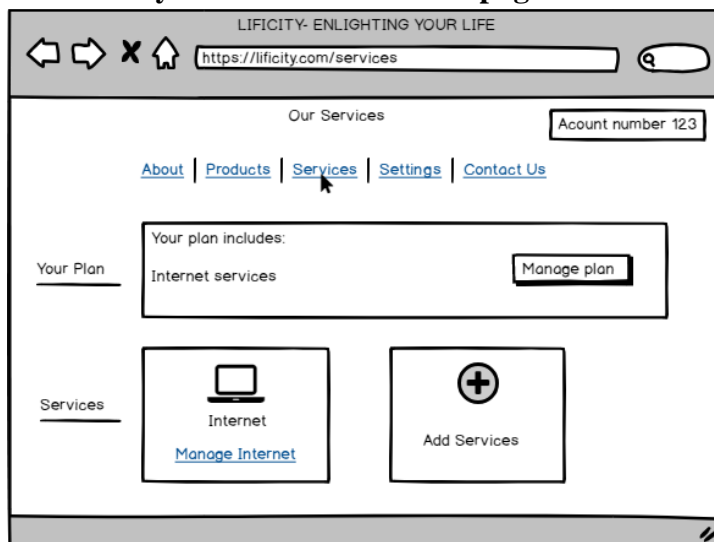 LIFICITY- ENLIGHTING YOUR LIFE
https://lificity.com/services
Our Services
Acount number 123
About Products Services Settings Contact Us
Your plan includes:
Your Plan
Internet services
Manage plan
Services
Internet
Manage Internet
Add Services